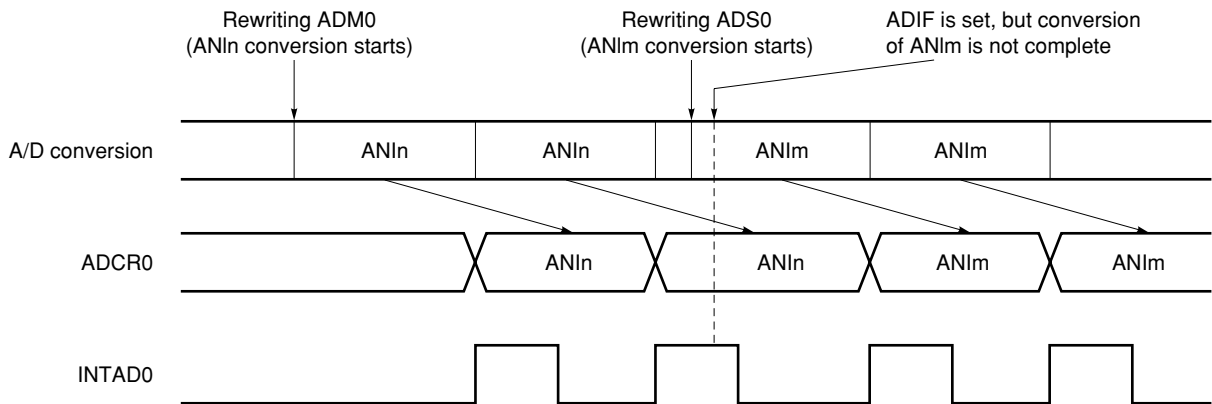 Rewriting ADM0
(ANIn conversion starts)
Rewriting ADS0
(ANIm conversion starts)
ADIF is set, but conversion
of ANIm is not complete
A/D conversion
ANIn
ANIn
ANIm
ANIm
ADCR0
ANIn
ANIn
ANIm
ANIm
INTAD0